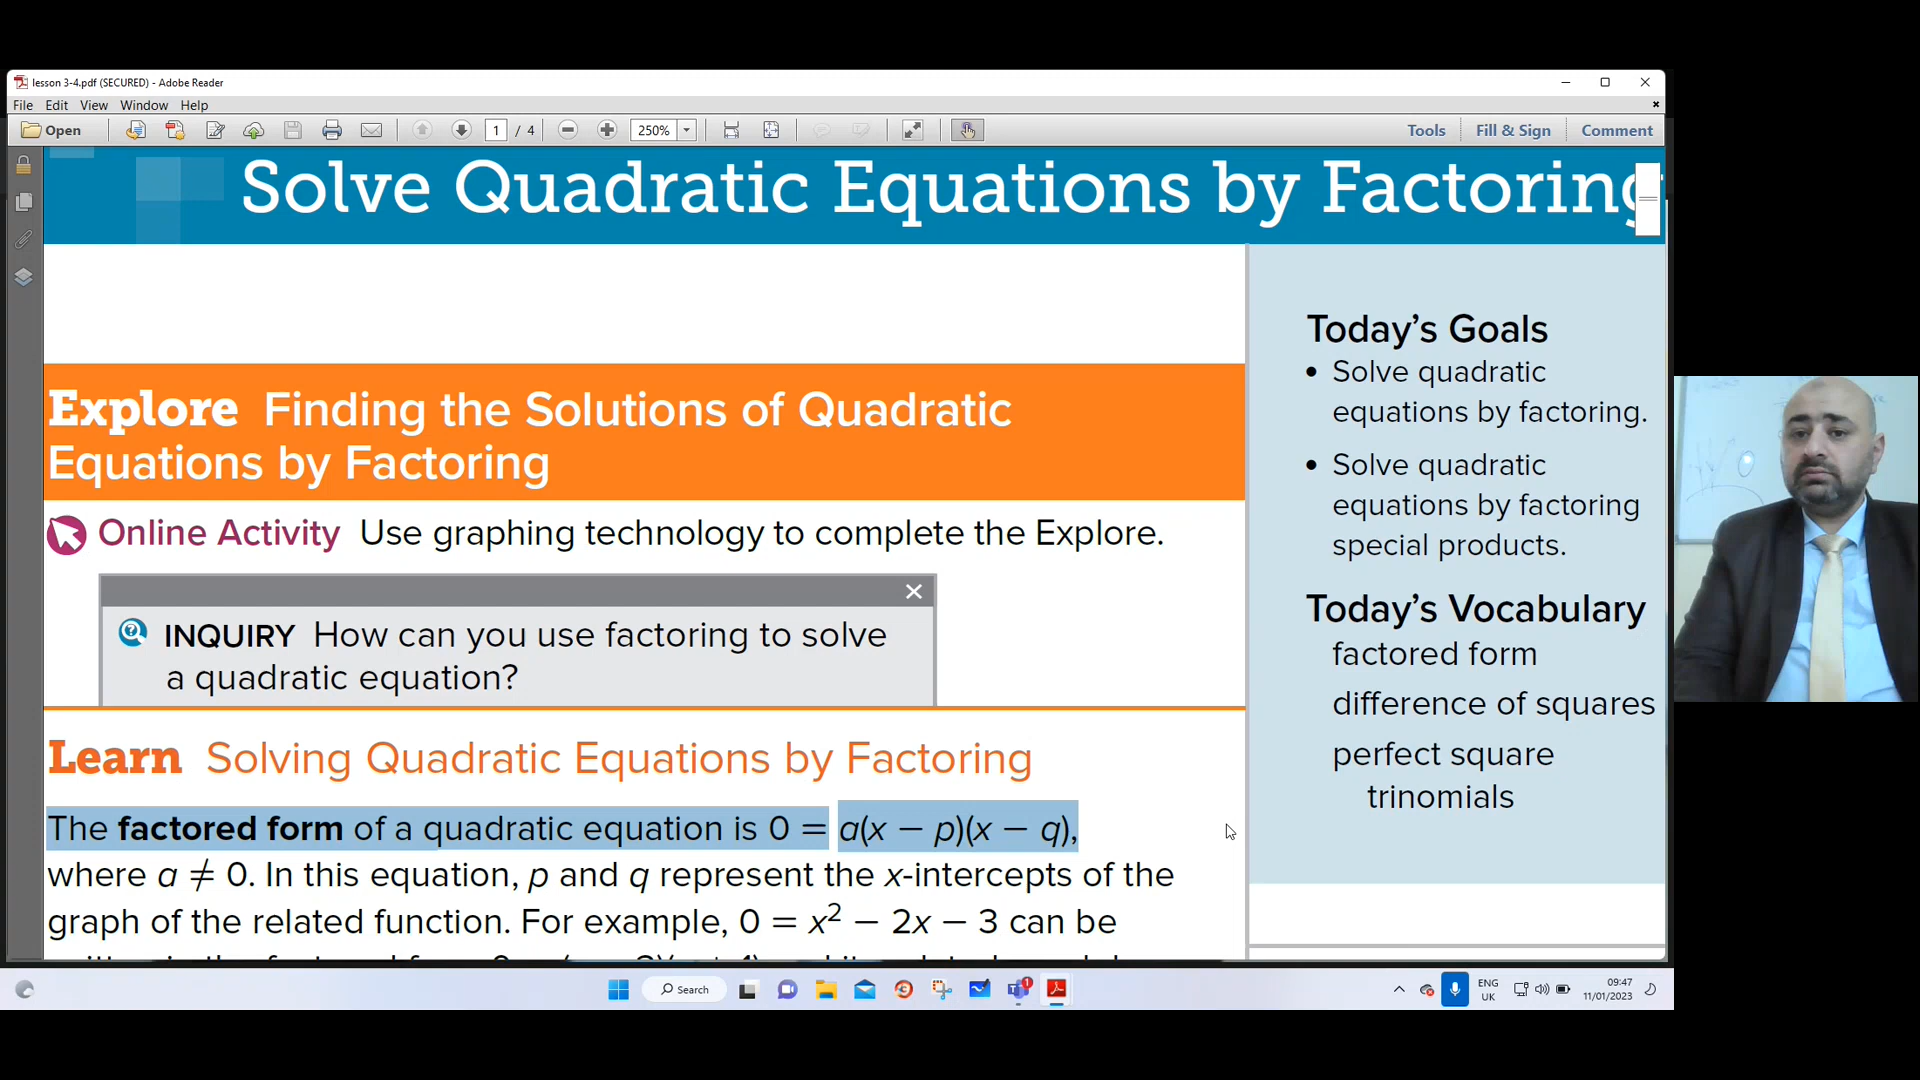 lesson 3-4.pdf (SECURED) - Adobe Reader
File Edit View Window Help
Open 1 / 4 250% Tools Fill & Sign Comment
Solve Quadratic Equations by Factoring
Explore Finding the Solutions of Quadratic
Equations by Factoring
Online Activity Use graphing technology to complete the Explore.
INQUIRY How can you use factoring to solve
a quadratic equation?
Learn Solving Quadratic Equations by Factoring
The factored form of a quadratic equation is 0 = a(x − p)(x − q),
where a ≠ 0. In this equation, p and q represent the x-intercepts of the
graph of the related function. For example, 0 = x² − 2x − 3 can be
Today's Goals
• Solve quadratic
equations by factoring.
• Solve quadratic
equations by factoring
special products.
Today's Vocabulary
factored form
difference of squares
perfect square
trinomials
Search
1
ENG
UK
09:47
11/01/2023